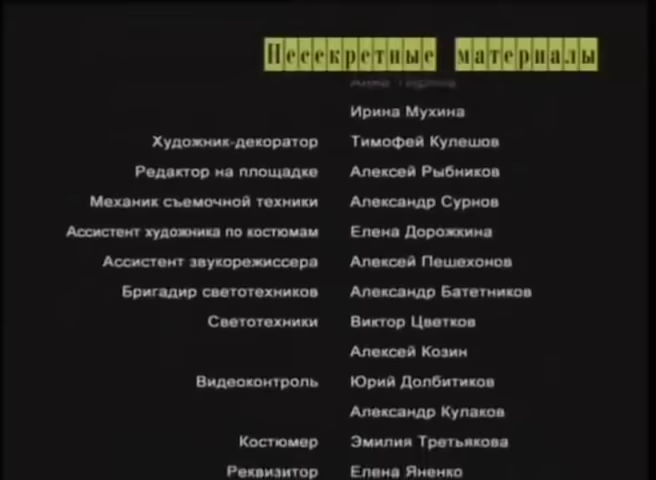 Несекретные материалы
Ирина Мухина
Художник-декоратор Тимофей Кулешов
Редактор на площадке Алексей Рыбников
Механик съемочной техники Александр Сурнов
Ассистент художника по костюмам Елена Дорожкина
Ассистент звукорежиссера Алексей Пешехонов
Бригадир светотехников Александр Батетников
Светотехники Виктор Цветков
Алексей Козин
Видеоконтроль Юрий Долбитиков
Александр Кулаков
Костюмер Эмилия Третьякова
Реквизитор Елена Яненко